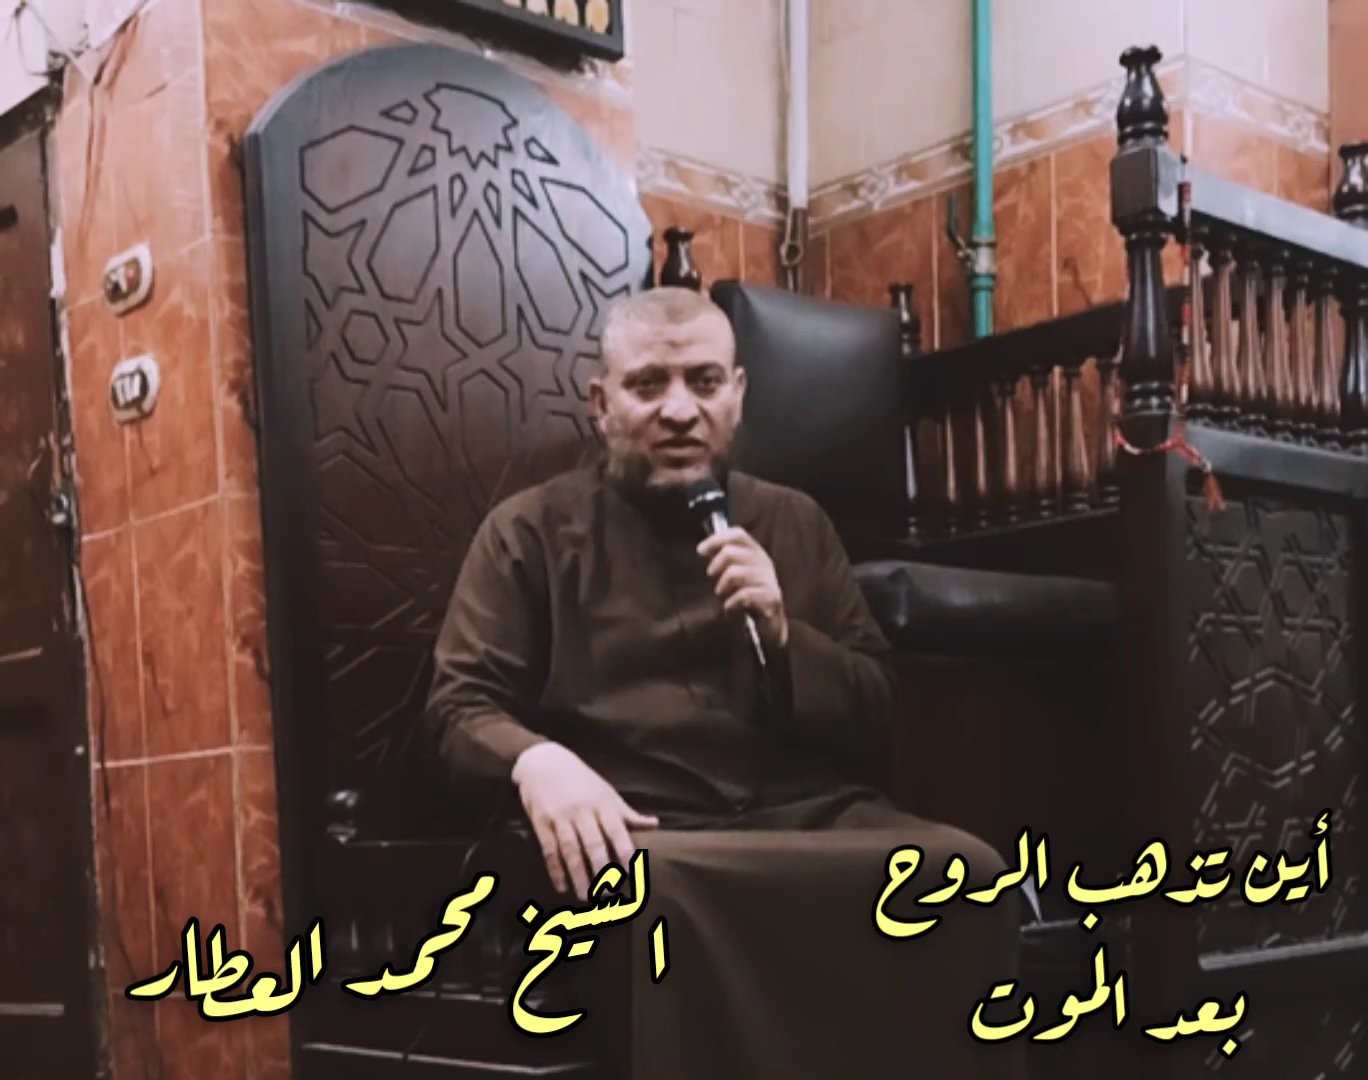 أين تذهب الروح
بعد الموت
الشيخ محمد العطار